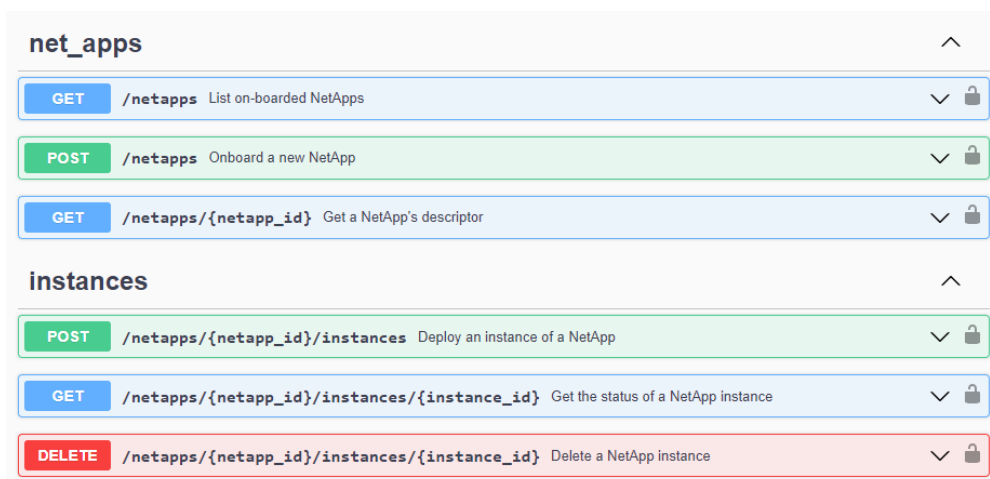 net_apps
GET /netapps List on-boarded NetApps
POST /netapps Onboard a new NetApp
GET /netapps/{netapp_id} Get a NetApp's descriptor
instances
POST /netapps/{netapp_id}/instances Deploy an instance of a NetApp
GET /netapps/{netapp_id}/instances/{instance_id} Get the status of a NetApp instance
DELETE /netapps/{netapp_id}/instances/{instance_id} Delete a NetApp instance